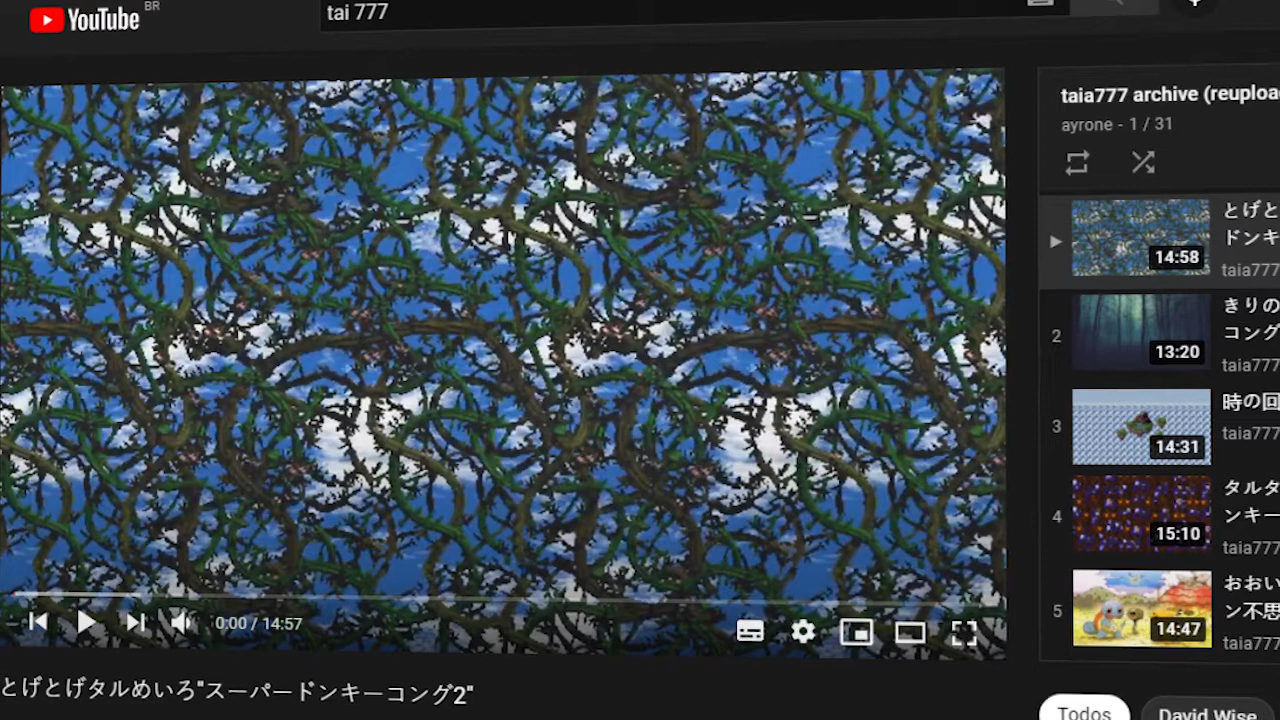 YouTube BR
tai 777
taia777 archive (reuploa
ayrone - 1 / 31
とげと
ドンキ
14:58
taia777
2
きりの
コング
13:20
taia777
3
時の回
14:31
taia777
4
タルタ
ンキー
15:10
taia777
5
おおい
ン不思
14:47
taia777
0:00 / 14:57
とげとげタルめいろ"スーパードンキーコング2"
Todos
David Wise